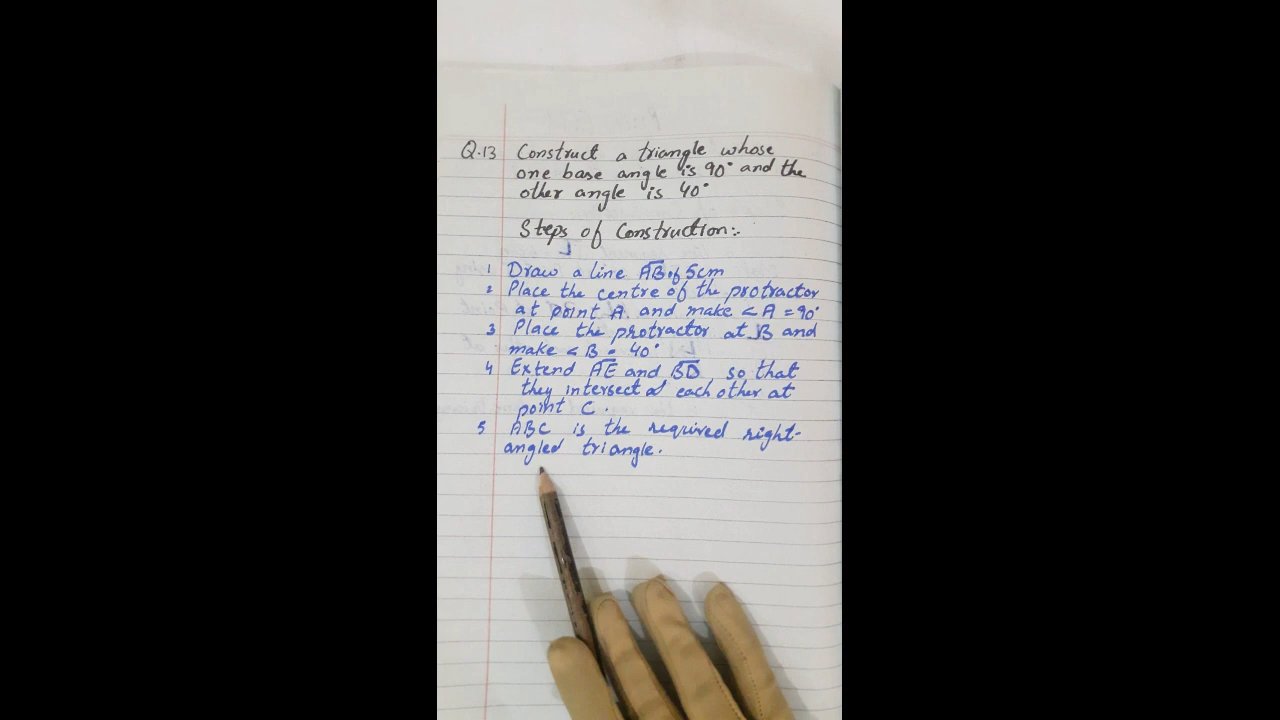 Q.13 Construct a triangle whose
one base angle is 90° and the
other angle is 40°
Steps of Construction:-
1 Draw a line AB of 5cm
2 Place the centre of the protractor
at point A. and make < A = 90°
3 Place the protractor at B and
make < B = 40°
4 Extend AE and BD so that
they intersect at each other at
point C.
5 ABC is the required right-
angled triangle.